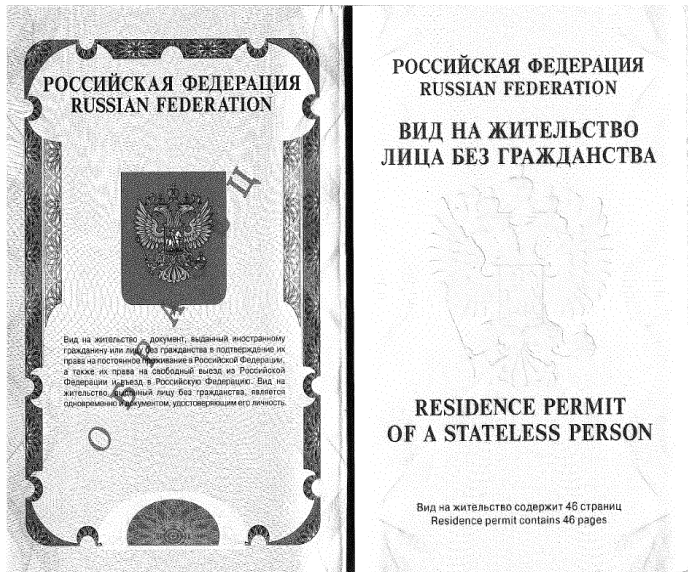 РОССИЙСКАЯ ФЕДЕРАЦИЯ
RUSSIAN FEDERATION
ОБРАЗЕЦ
Вид на жительство - документ, выданный иностранному
гражданину или лицу без гражданства в подтверждение их
права на постоянное проживание в Российской Федерации,
а также их права на свободный выезд из Российской
Федерации и въезд в Российскую Федерацию. Вид на
жительство, выданный лицу без гражданства, является
одновременно и документом, удостоверяющим его личность.
РОССИЙСКАЯ ФЕДЕРАЦИЯ
RUSSIAN FEDERATION
ВИД НА ЖИТЕЛЬСТВО
ЛИЦА БЕЗ ГРАЖДАНСТВА
RESIDENCE PERMIT
OF A STATELESS PERSON
Вид на жительство содержит 46 страниц
Residence permit contains 46 pages